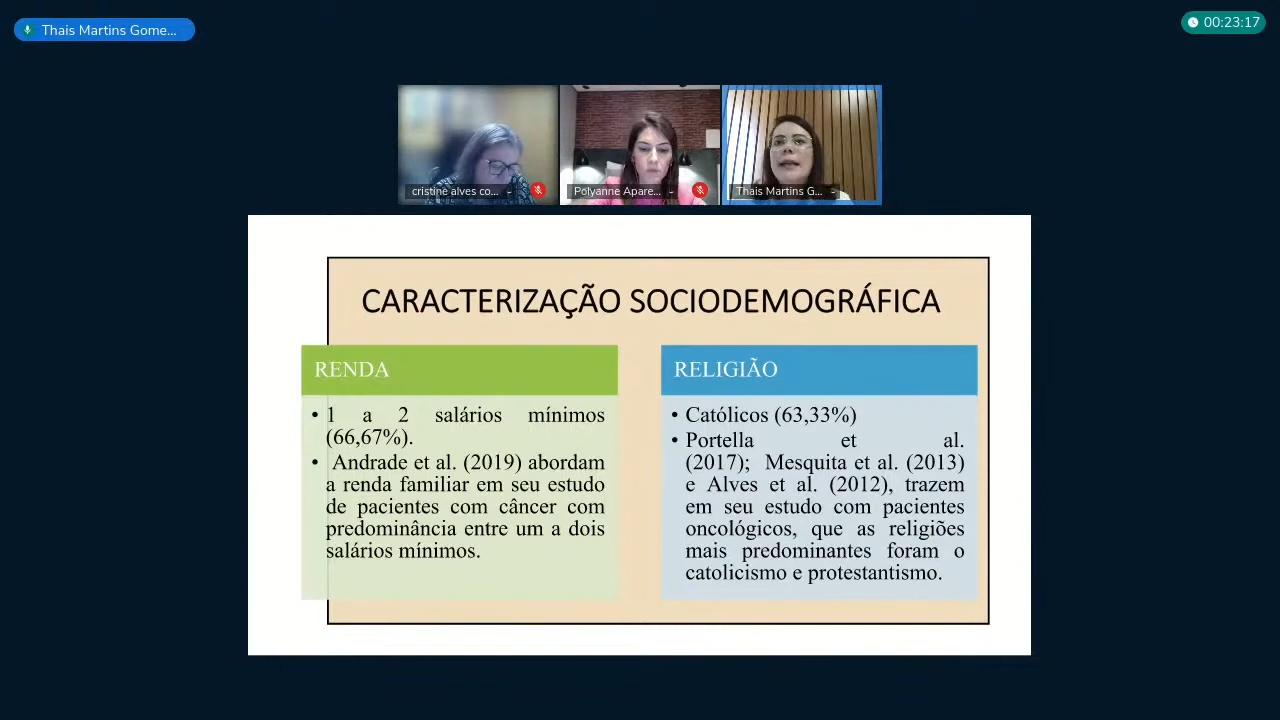 Thais Martins Gome...
00:23:17
cristine alves co...
Polyanne Apare...
Thais Martins G...
CARACTERIZAÇÃO SOCIODEMOGRÁFICA
RENDA
• 1 a 2 salários mínimos
(66,67%).
• Andrade et al. (2019) abordam
a renda familiar em seu estudo
de pacientes com câncer com
predominância entre um a dois
salários mínimos.
RELIGIÃO
• Católicos (63,33%)
• Portella et al.
(2017); Mesquita et al. (2013)
e Alves et al. (2012), trazem
em seu estudo com pacientes
oncológicos, que as religiões
mais predominantes foram o
catolicismo e protestantismo.